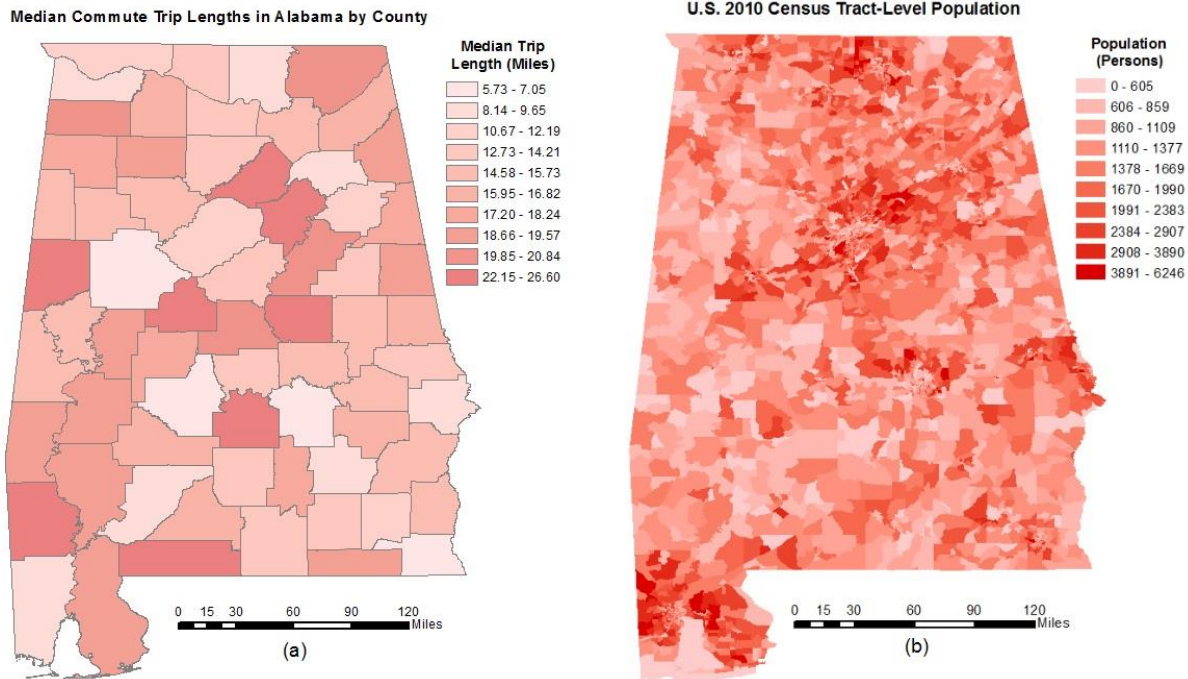 Median Commute Trip Lengths in Alabama by County
Median Trip
Length (Miles)
5.73 - 7.05
8.14 - 9.65
10.67 - 12.19
12.73 - 14.21
14.58 - 15.73
15.95 - 16.82
17.20 - 18.24
18.66 - 19.57
19.85 - 20.84
22.15 - 26.60
0 15 30 60 90 120
Miles
(a)
U.S. 2010 Census Tract-Level Population
Population
(Persons)
0 - 605
606 - 859
860 - 1109
1110 - 1377
1378 - 1669
1670 - 1990
1991 - 2383
2384 - 2907
2908 - 3890
3891 - 6246
0 15 30 60 90 120
Miles
(b)